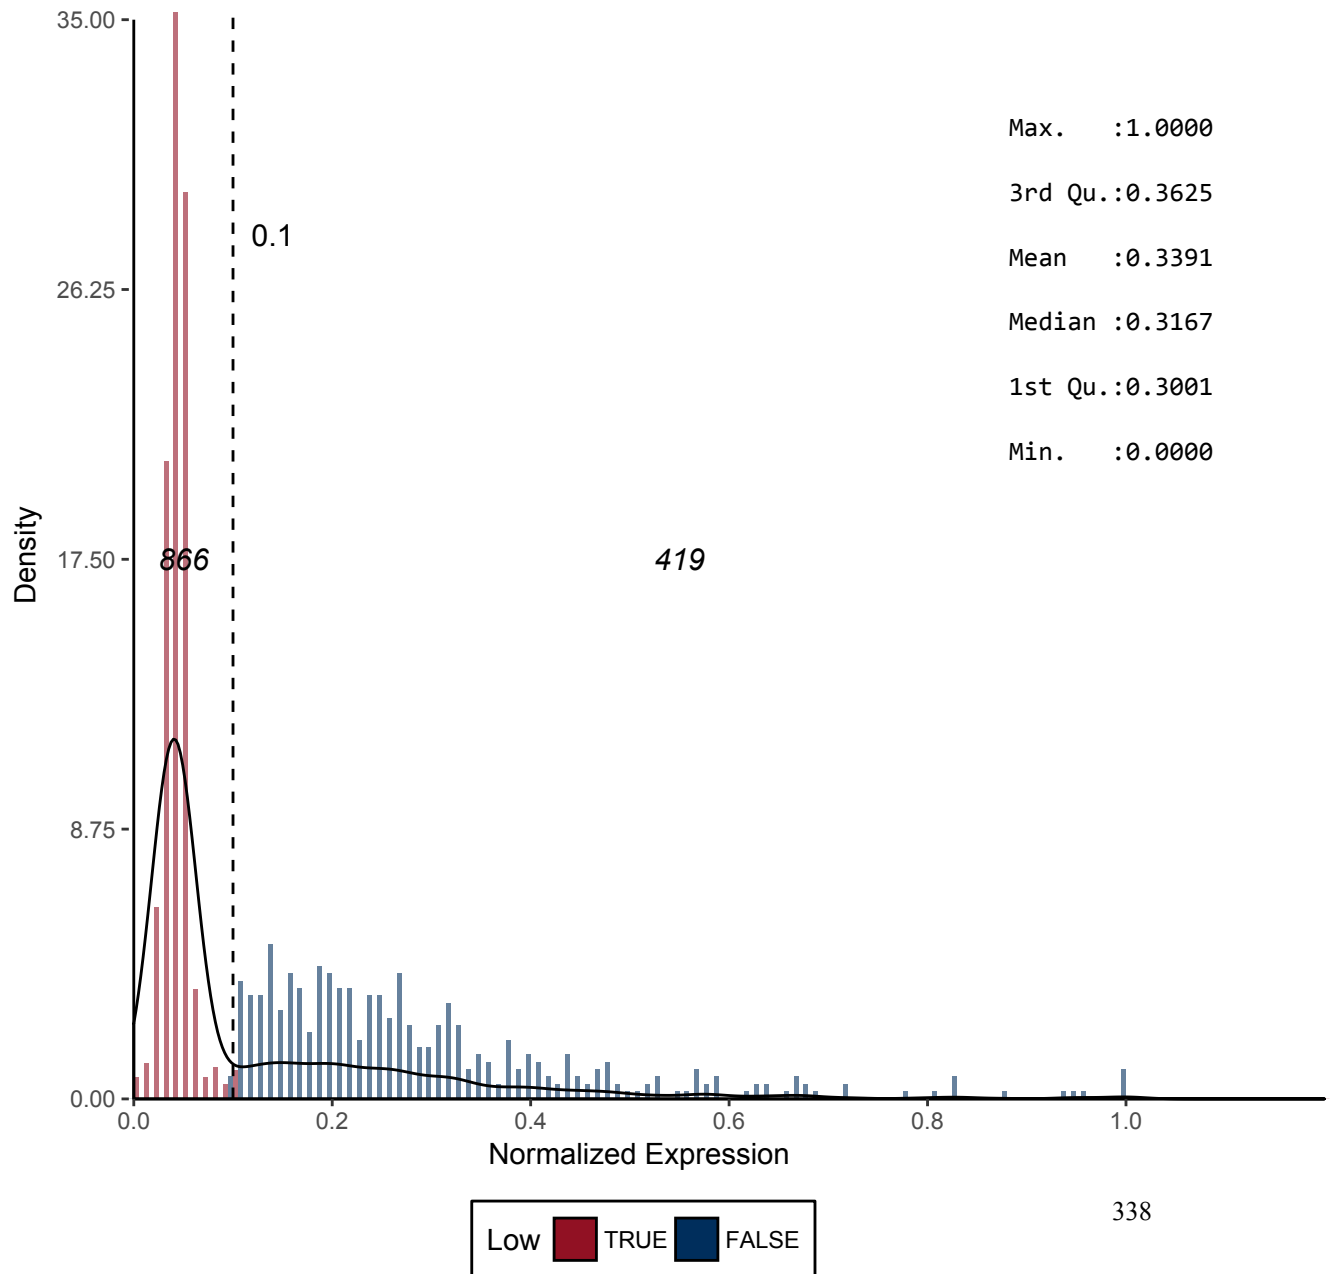 35.00
26.25
17.50
8.75
0.00
Density
0.1
866
419
Max. :1.0000
3rd Qu.:0.3625
Mean :0.3391
Median :0.3167
1st Qu.:0.3001
Min. :0.0000
0.0 0.2 0.4 0.6 0.8 1.0
Normalized Expression
Low TRUE FALSE
338